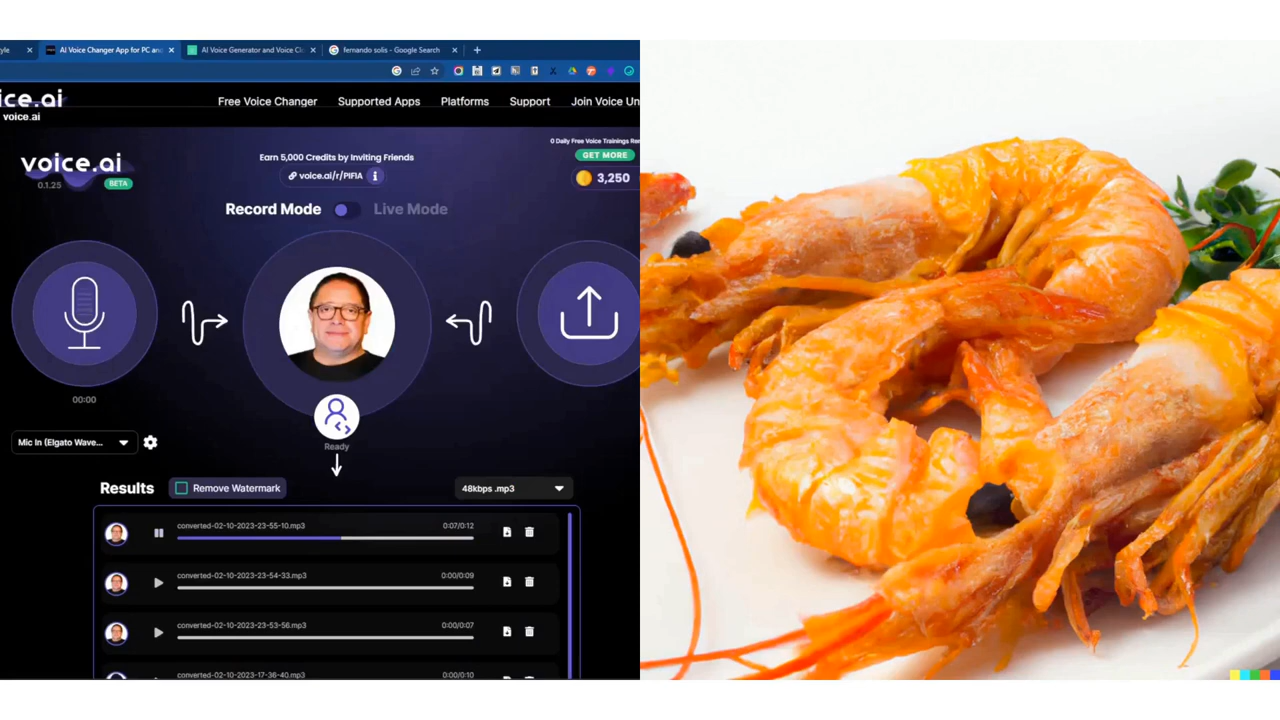 yle
AI Voice Changer App for PC an
AI Voice Generator and Voice Cl
fernando solis - Google Search
ice.ai
voice.ai
Free Voice Changer
Supported Apps
Platforms
Support
Join Voice Un
voice.ai
0.1.25
BETA
Earn 5,000 Credits by Inviting Friends
voice.ai/r/PIFIA
0 Daily Free Voice Trainings Re
GET MORE
3,250
Record Mode
Live Mode
00:00
Mic In (Elgato Wave...
Ready
Results
Remove Watermark
48kbps .mp3
converted-02-10-2023-23-55-10.mp3
0:07/0:12
converted-02-10-2023-23-54-33.mp3
0:00/0:09
converted-02-10-2023-23-53-56.mp3
0:00/0:07
converted-02-10-2023-17-36-40.mp3
0:00/0:10